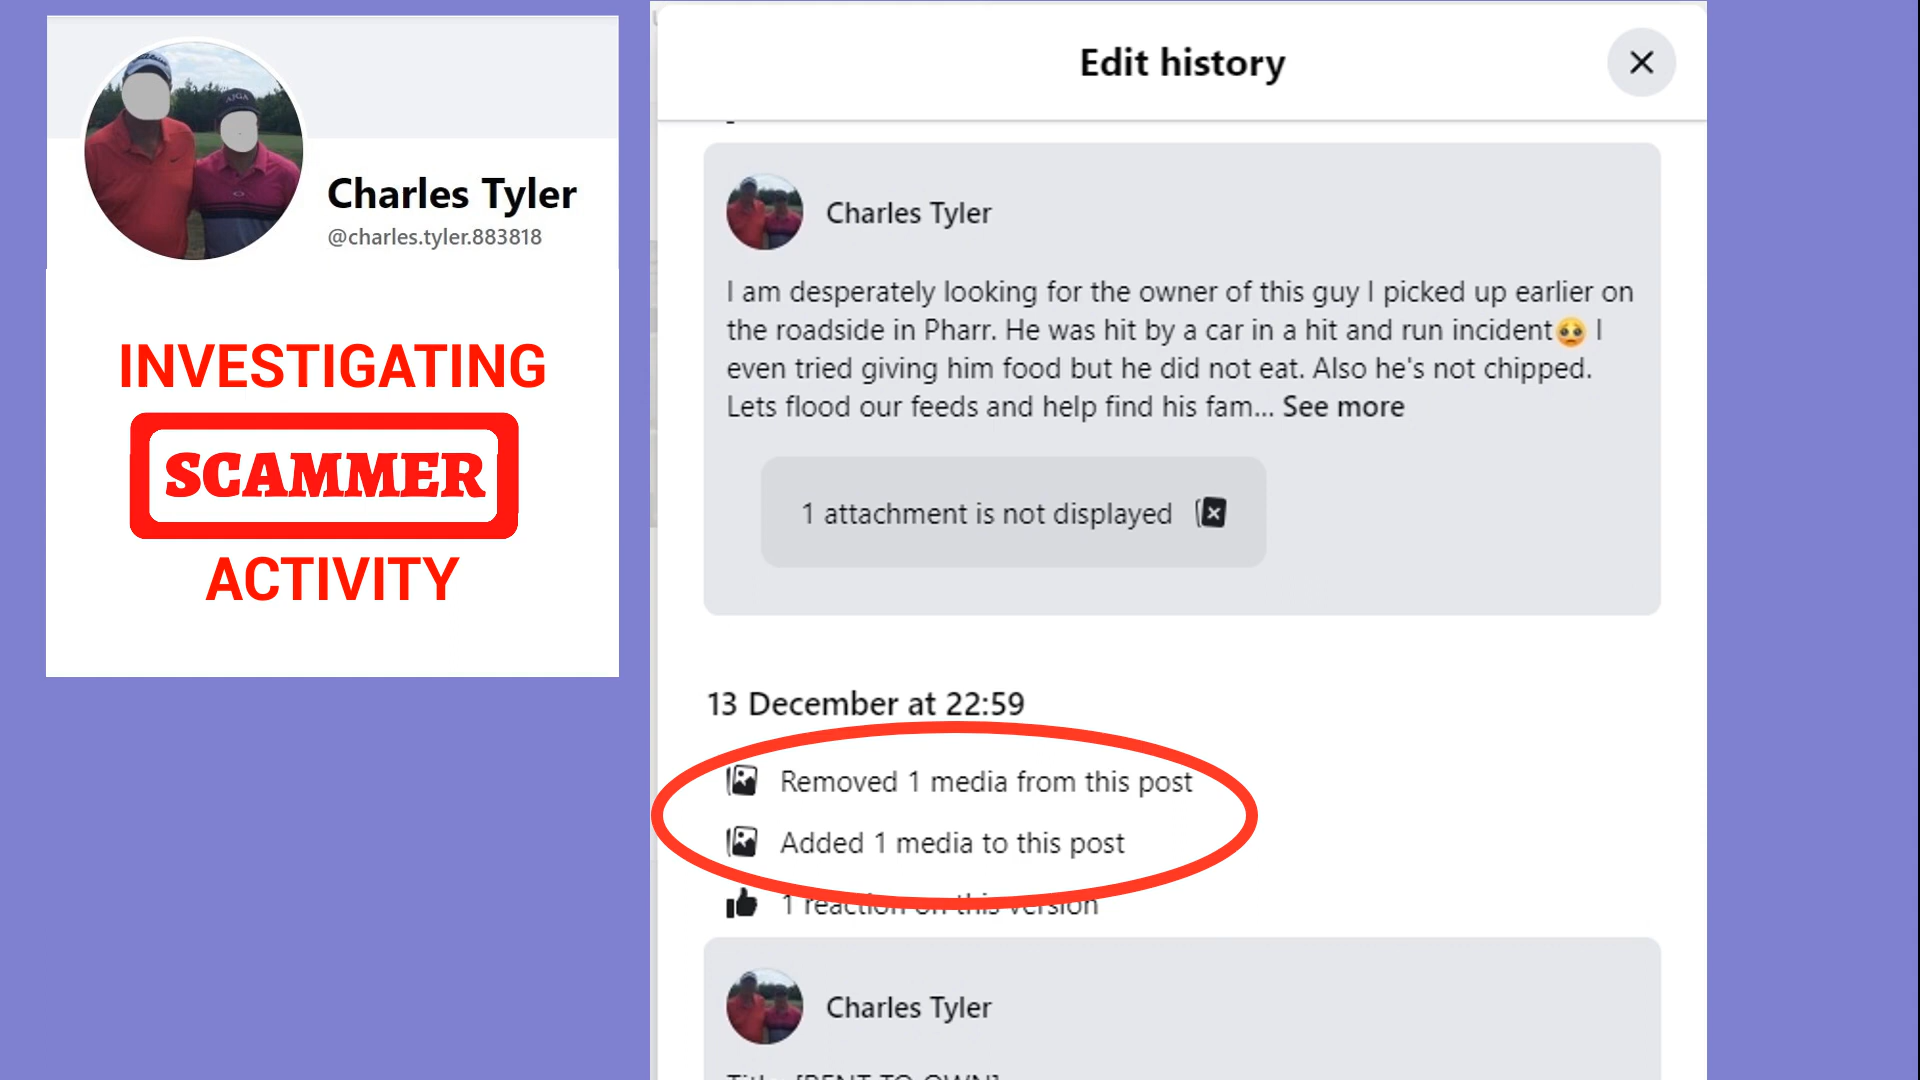 Charles Tyler
@charles.tyler.883818
INVESTIGATING
SCAMMER
ACTIVITY
Edit history
Charles Tyler
I am desperately looking for the owner of this guy I picked up earlier on
the roadside in Pharr. He was hit by a car in a hit and run incident🥺 I
even tried giving him food but he did not eat. Also he's not chipped.
Lets flood our feeds and help find his fam... See more
1 attachment is not displayed
13 December at 22:59
Removed 1 media from this post
Added 1 media to this post
1 reaction on this version
Charles Tyler
Title: [RENT TO OWN]